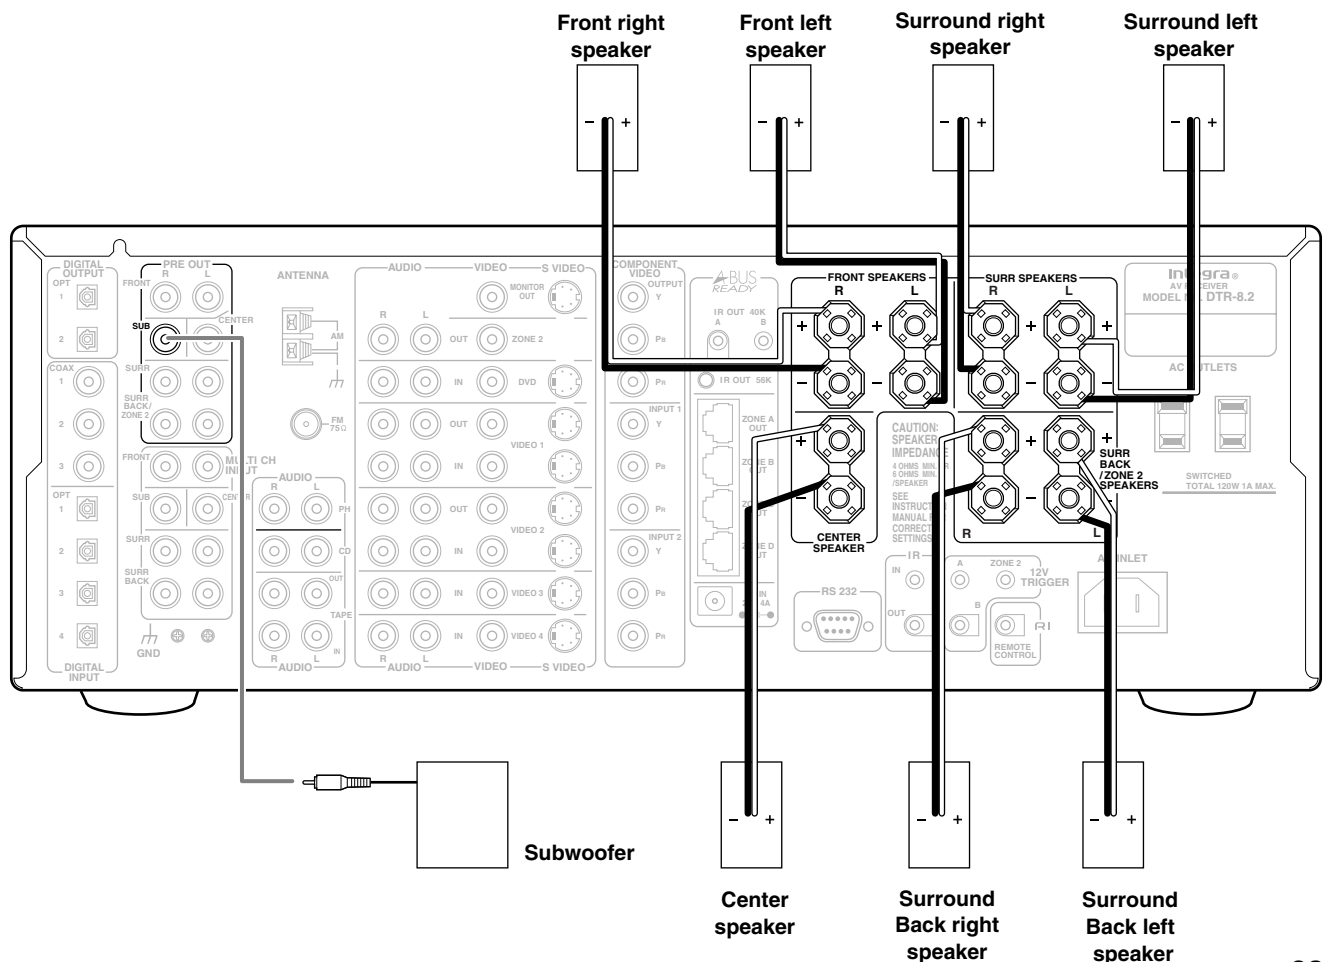 Front right
speaker
Front left
speaker
Surround right
speaker
Surround left
speaker
− +
− +
− +
− +
DIGITAL
OUTPUT
OPT
1
2
COAX
1
2
3
OPT
1
2
3
4
DIGITAL
INPUT
PRE OUT
R L
FRONT
SUB
CENTER
SURR
SURR
BACK/
ZONE 2
FRONT
MULTI CH
INPUT
SUB
CENTER
SURR
SURR
BACK
GND
ANTENNA
AM
FM
75Ω
AUDIO
R L
PH
CD
OUT
TAPE
IN
R L
AUDIO
AUDIO VIDEO S VIDEO
MONITOR
OUT
R L
OUT ZONE 2
IN DVD
OUT
VIDEO 1
IN
OUT
VIDEO 2
IN
IN VIDEO 3
IN VIDEO 4
R L
AUDIO VIDEO S VIDEO
COMPONENT
VIDEO
OUTPUT
Y
PB
PR
INPUT 1
Y
PB
PR
INPUT 2
Y
PB
PR
A-BUS
READY
IR OUT 40K
A B
IR OUT 56K
ZONE A
OUT
ZONE B
OUT
OUT
ZONE D
OUT
IN
4A
FRONT SPEAKERS
R L
+ +
− −
SURR SPEAKERS
R L
+ +
− −
+
−
CENTER
SPEAKER
CAUTION:
SPEAKER
IMPEDANCE
4 OHMS MIN.
6 OHMS MIN.
/SPEAKER
SEE
MANUAL
CORRECT
SETTINGS
+ +
− −
SURR
BACK
/ZONE 2
SPEAKERS
R L
Integra®
AV RECEIVER
MODEL DTR-8.2
AC OUTLETS
SWITCHED
TOTAL 120W 1A MAX.
INLET
RS 232
IR
IN
A
ZONE 2
12V
TRIGGER
OUT
B
RI
REMOTE
CONTROL
Subwoofer
− +
− +
− +
Center
speaker
Surround
Back right
speaker
Surround
Back left
speaker